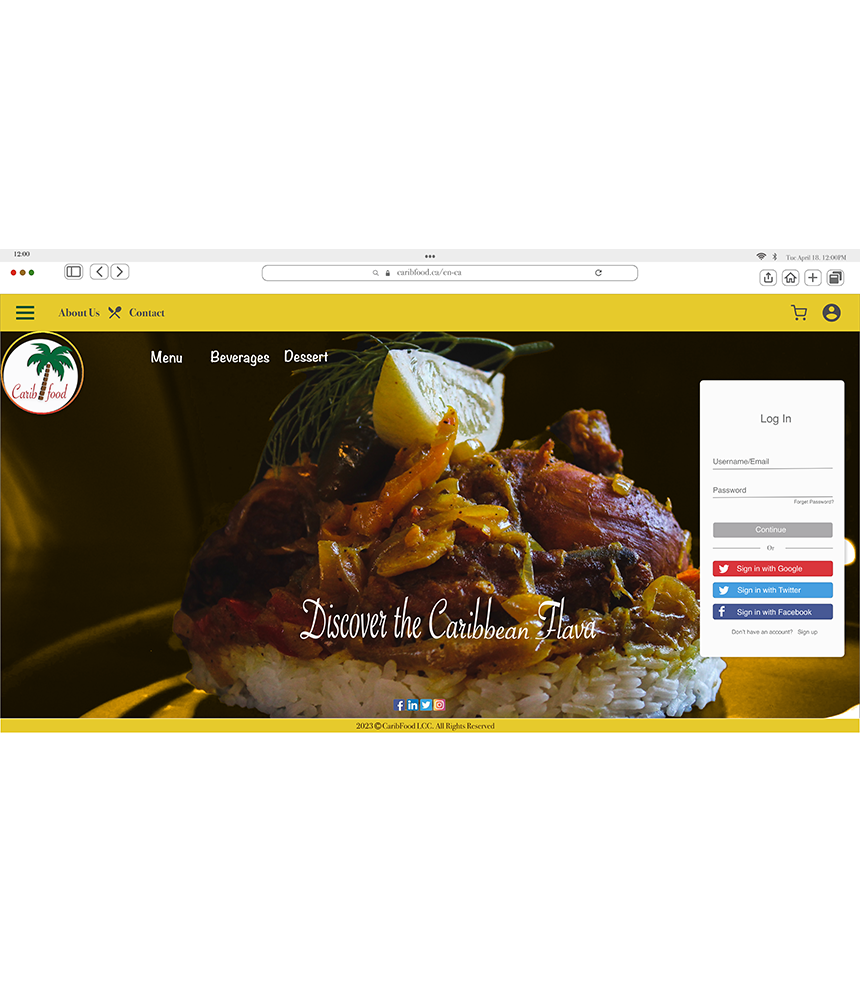 12:00
Tue April 18, 12:00PM
caribfood.ca/en-ca
About Us Contact
Menu Beverages Dessert
Carib food
Log In
Username/Email
Password
Forget Password?
Continue
Or
Sign in with Google
Sign in with Twitter
Sign in with Facebook
Don't have an account? Sign up
Discover the Caribbean Flava
f in
2023 © CaribFood LCC. All Rights Reserved